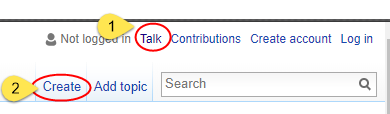 1
Not logged in Talk Contributions Create account Log in
2 Create Add topic Search